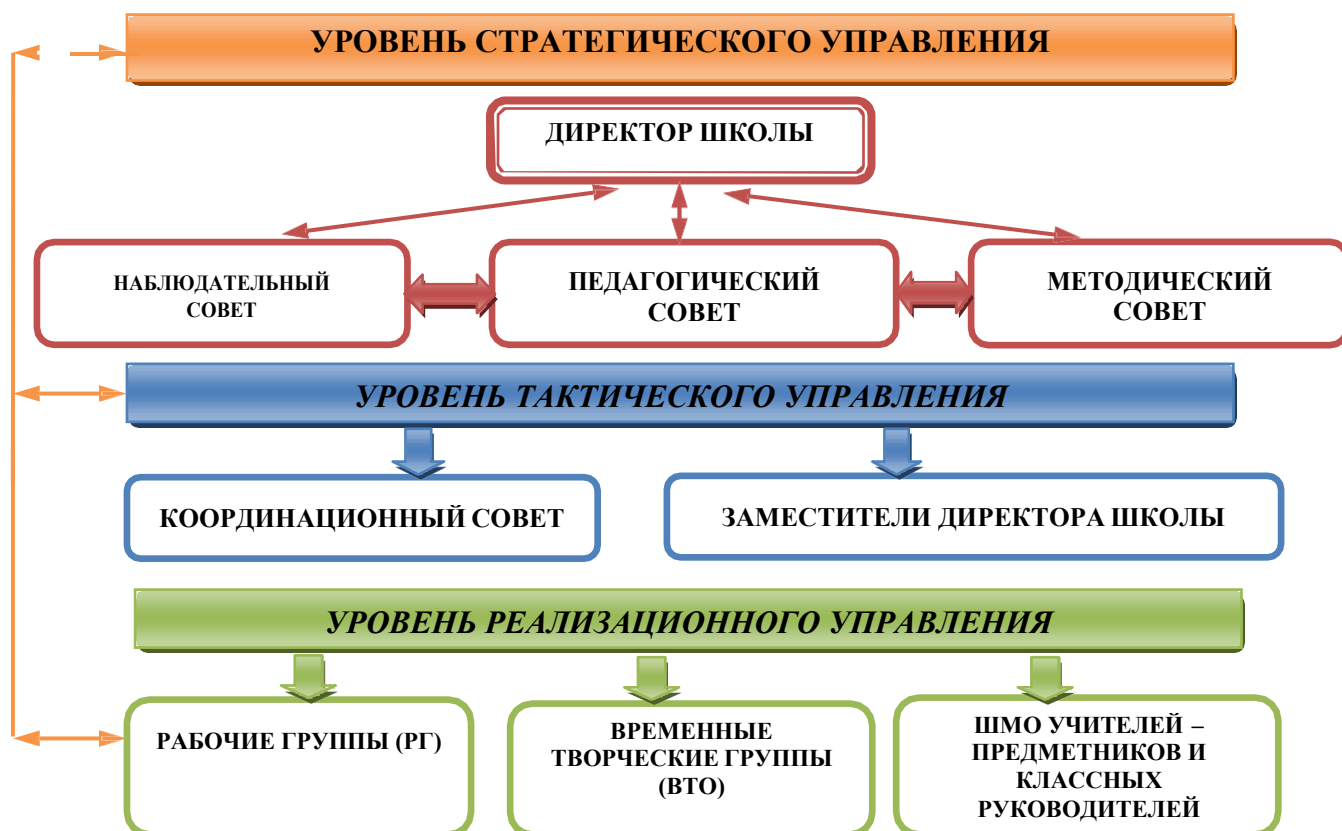 УРОВЕНЬ СТРАТЕГИЧЕСКОГО УПРАВЛЕНИЯ
ДИРЕКТОР ШКОЛЫ
НАБЛЮДАТЕЛЬНЫЙ
СОВЕТ
ПЕДАГОГИЧЕСКИЙ
СОВЕТ
МЕТОДИЧЕСКИЙ
СОВЕТ
УРОВЕНЬ ТАКТИЧЕСКОГО УПРАВЛЕНИЯ
КООРДИНАЦИОННЫЙ СОВЕТ
ЗАМЕСТИТЕЛИ ДИРЕКТОРА ШКОЛЫ
УРОВЕНЬ РЕАЛИЗАЦИОННОГО УПРАВЛЕНИЯ
РАБОЧИЕ ГРУППЫ (РГ)
ВРЕМЕННЫЕ
ТВОРЧЕСКИЕ ГРУППЫ
(ВТО)
ШМО УЧИТЕЛЕЙ –
ПРЕДМЕТНИКОВ И
КЛАССНЫХ
РУКОВОДИТЕЛЕЙ